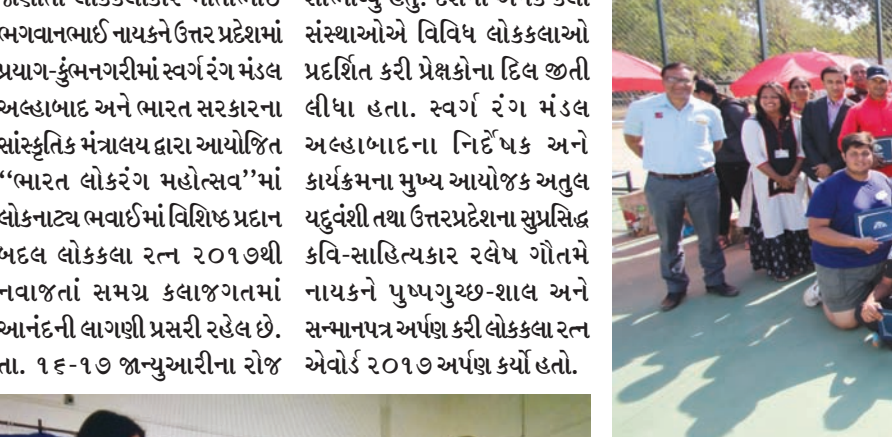 ભગવાનભાઈ નાયકને ઉત્તર પ્રદેશમાં
પ્રયાગ-કુંભનગરીમાં સ્વર્ગ રંગ મંડલ
અલ્હાબાદ અને ભારત સરકારના
સાંસ્કૃતિક મંત્રાલય દ્વારા આયોજિત
“ભારત લોકરંગ મહોત્સવ”માં
લોકનાટ્ય ભવાઈમાં વિશિષ્ઠ પ્રદાન
બદલ લોકકલા રત્ન ૨૦૧૭થી
નવાજતાં સમગ્ર કલાજગતમાં
આનંદની લાગણી પ્રસરી રહેલ છે.
તા. ૧૬-૧૭ જાન્યુઆરીના રોજ
સંસ્થાઓએ વિવિધ લોકકલાઓ
પ્રદર્શિત કરી પ્રેક્ષકોના દિલ જીતી
લીધા હતા. સ્વર્ગ રંગ મંડલ
અલ્હાબાદના નિર્દેષક અને
કાર્યક્રમના મુખ્ય આયોજક અતુલ
યદુવંશી તથા ઉત્તરપ્રદેશના સુપ્રસિદ્ધ
કવિ-સાહિત્યકાર રલેષ ગૌતમે
નાયકને પુષ્પગુચ્છ-શાલ અને
સન્માનપત્ર અર્પણ કરી લોકકલા રત્ન
એવોર્ડ ૨૦૧૭ અર્પણ કર્યો હતો.